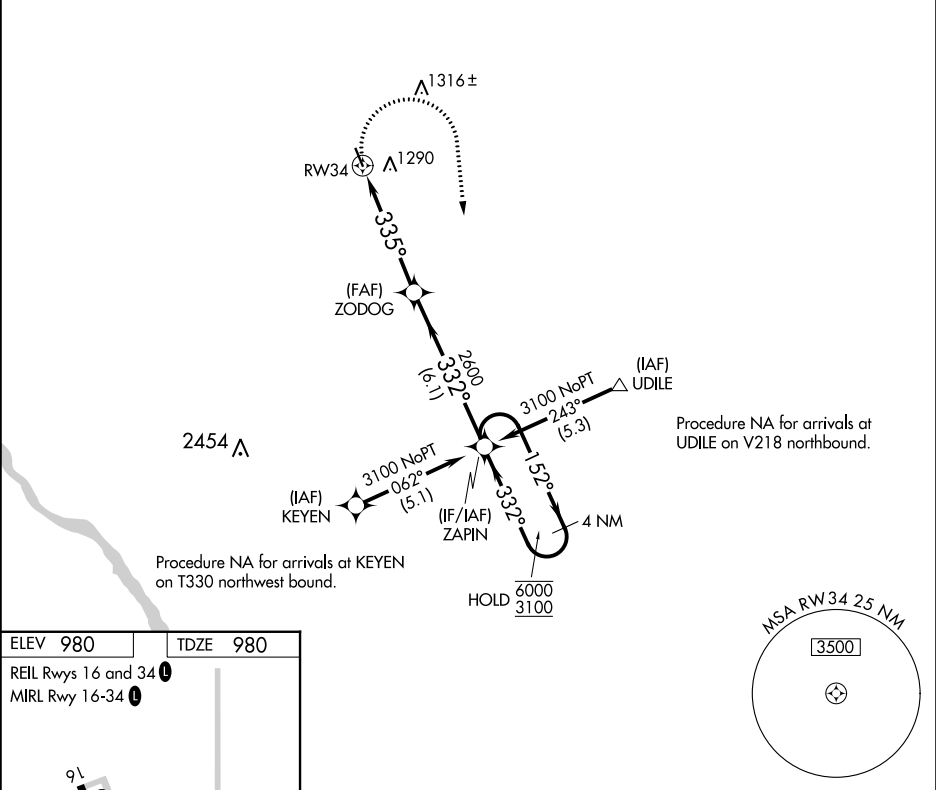 1316±
1290
RW34
335°
(FAF)
ZODOG
2600
332°
(6.1)
(IAF)
UDILE
3100 NoPT
243°
(5.3)
Procedure NA for arrivals at
UDILE on V218 northbound.
2454
3100 NoPT
062°
(5.1)
(IAF)
KEYEN
(IF/IAF)
ZAPIN
152°
332°
4 NM
Procedure NA for arrivals at KEYEN
on T330 northwest bound.
HOLD
6000
3100
MSA RW34 25 NM
3500
ELEV 980
TDZE 980
REIL Rwys 16 and 34 L
MIRL Rwy 16-34 L
16